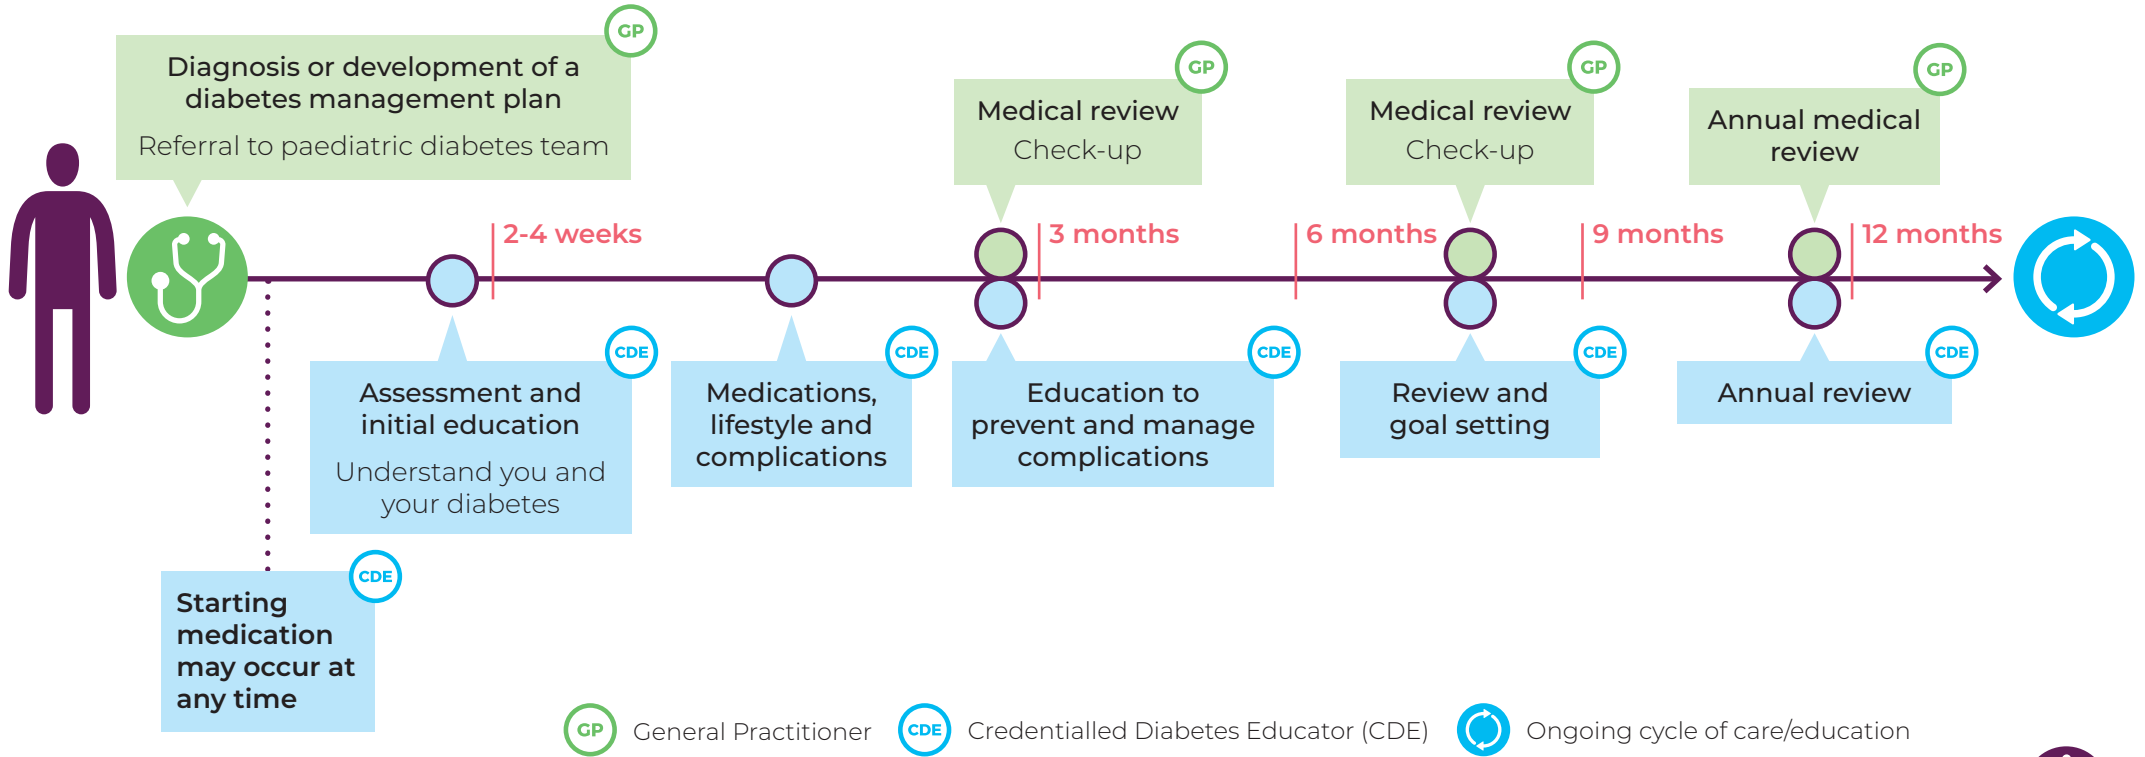 GP
Diagnosis or development of a
diabetes management plan
Referral to paediatric diabetes team
GP
Medical review
Check-up
GP
Medical review
Check-up
GP
Annual medical
review
2-4 weeks
3 months
6 months
9 months
12 months
CDE
Assessment and
initial education
Understand you and
your diabetes
CDE
Medications,
lifestyle and
complications
CDE
Education to
prevent and manage
complications
CDE
Review and
goal setting
CDE
Annual review
CDE
Starting
medication
may occur at
any time
GP General Practitioner
CDE Credentialled Diabetes Educator (CDE)
Ongoing cycle of care/education